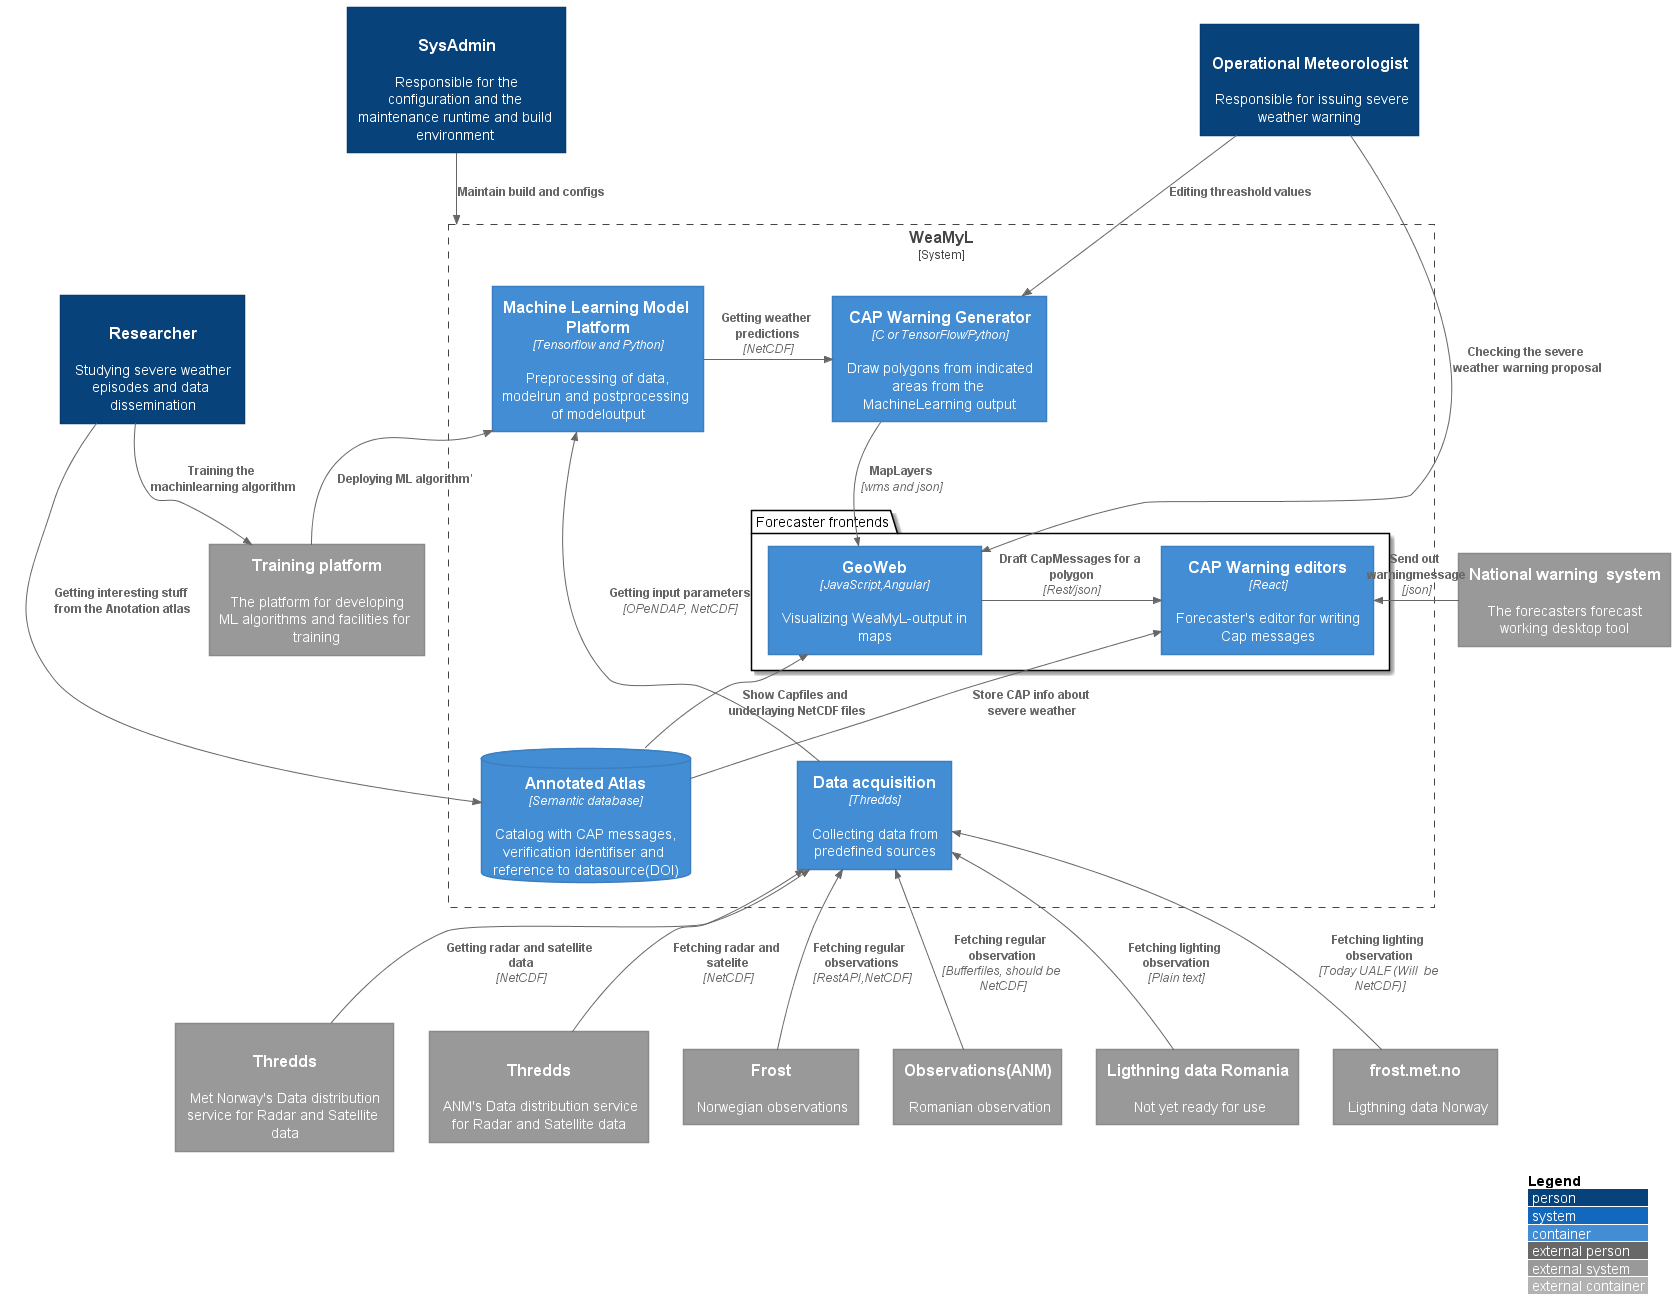 SysAdmin
Responsible for the
configuration and the
maintenance runtime and build
environment
Operational Meteorologist
Responsible for issuing severe
weather warning
Maintain build and configs
Editing threashold values
WeaMyL
[System]
Researcher
Studying severe weather
episodes and data
dissemination
Machine Learning Model
Platform
[Tensorflow and Python]
Preprocessing of data,
modelrun and postprocessing
of modeloutput
Getting weather
predictions
[NetCDF]
CAP Warning Generator
[C or TensorFlow/Python]
Draw polygons from indicated
areas from the
MachineLearning output
Checking the severe
weather warning proposal
Training the
machinlearning algorithm
Deploying ML algorithm'
MapLayers
[wms and json]
Forecaster frontends
Training platform
The platform for developing
ML algorithms and facilities for
training
Getting interesting stuff
from the Anotation atlas
Getting input parameters
[OPeNDAP, NetCDF]
GeoWeb
[JavaScript,Angular]
Visualizing WeaMyL-output in
maps
Draft CapMessages for a
polygon
[Rest/json]
CAP Warning editors
[React]
Forecaster's editor for writing
Cap messages
Send out
warningmessage
[json]
National warning  system
The forecasters forecast
working desktop tool
Show Capfiles and
underlaying NetCDF files
Store CAP info about
severe weather
Annotated Atlas
[Semantic database]
Catalog with CAP messages,
verification identifiser and
reference to datasource(DOI)
Data acquisition
[Thredds]
Collecting data from
predefined sources
Getting radar and satellite
data
[NetCDF]
Fetching radar and
satelite
[NetCDF]
Fetching regular
observations
[RestAPI,NetCDF]
Fetching regular
observation
[Bufferfiles, should be
NetCDF]
Fetching lighting
observation
[Plain text]
Fetching lighting
observation
[Today UALF (Will  be
NetCDF)]
Thredds
Met Norway's Data distribution
service for Radar and Satellite
data
Thredds
ANM's Data distribution service
for Radar and Satellite data
Frost
Norwegian observations
Observations(ANM)
Romanian observation
Ligthning data Romania
Not yet ready for use
frost.met.no
Ligthning data Norway
Legend
person
system
container
external person
external system
external container